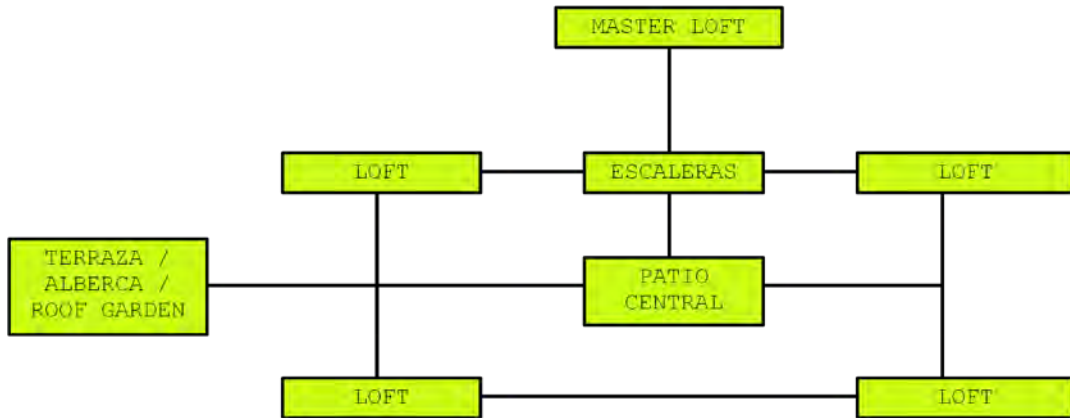 MASTER LOFT
LOFT
ESCALERAS
LOFT
TERRAZA /
ALBERCA /
ROOF GARDEN
PATIO
CENTRAL
LOFT
LOFT